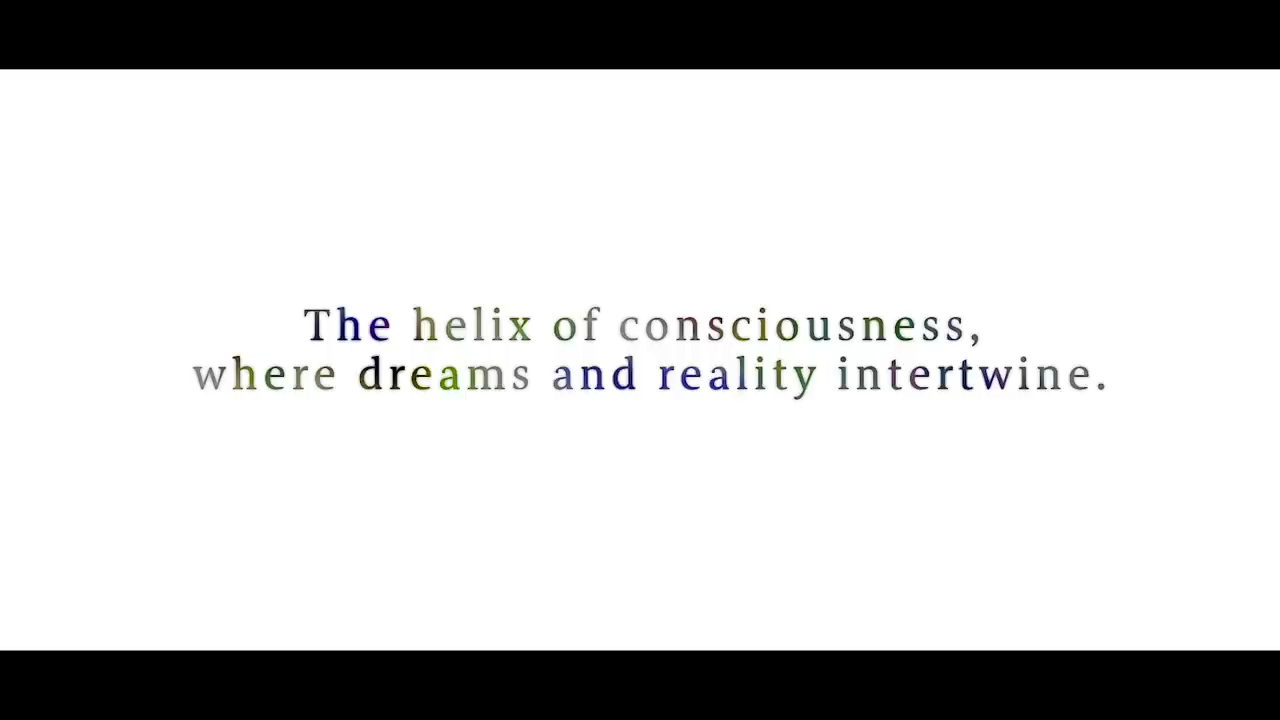 The helix of consciousness,
where dreams and reality intertwine.